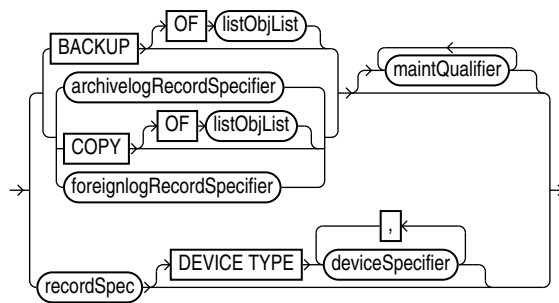 BACKUP OF listObjList
maintQualifier
archivelogRecordSpecifier
COPY OF listObjList
foreignlogRecordSpecifier
,
recordSpec DEVICE TYPE deviceSpecifier